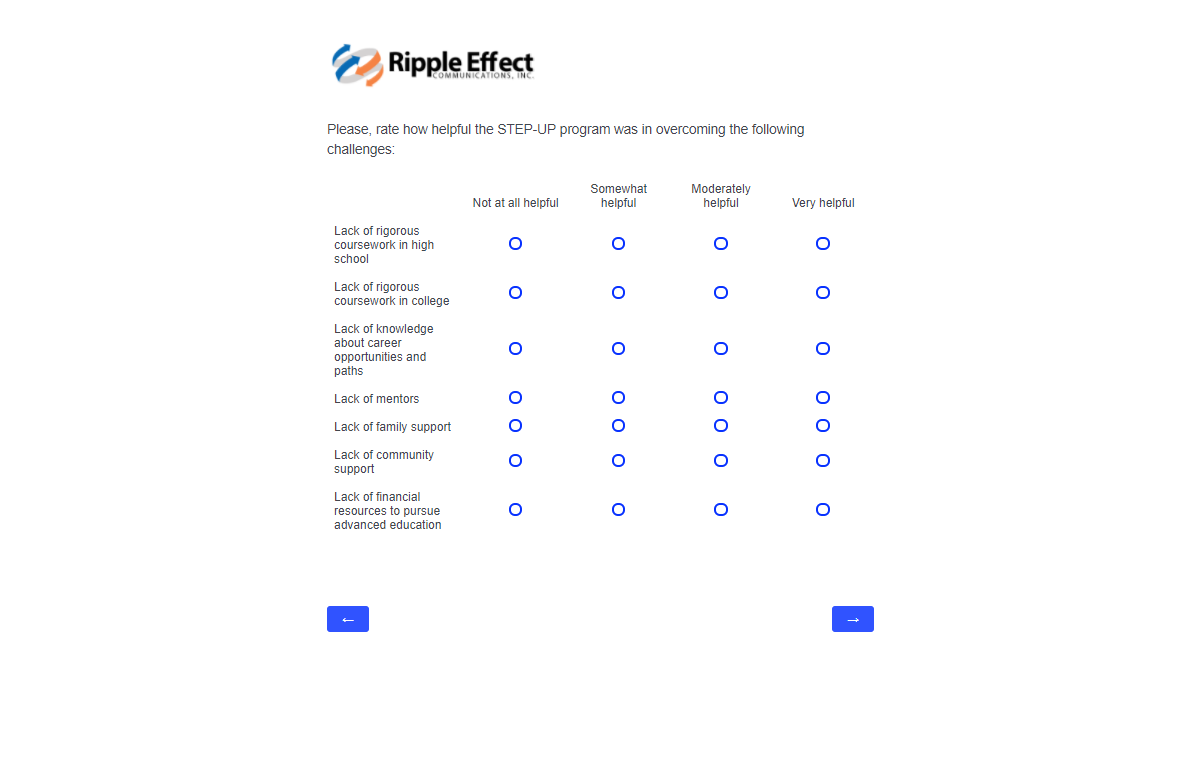 Ripple Effect
COMMUNICATIONS, INC.
Please, rate how helpful the STEP-UP program was in overcoming the following
challenges:
Not at all helpful
Somewhat
helpful
Moderately
helpful
Very helpful
Lack of rigorous
coursework in high
school
Lack of rigorous
coursework in college
Lack of knowledge
about career
opportunities and
paths
Lack of mentors
Lack of family support
Lack of community
support
Lack of financial
resources to pursue
advanced education
←
→